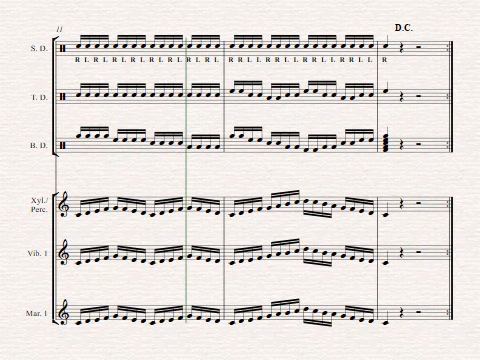 11
D.C.
S. D.
R L R L R L R L R L R L R L R L R R L L R R L L R R L L R R L L R
T. D.
B. D.
Xyl./
Perc.
Vib. 1
Mar. 1